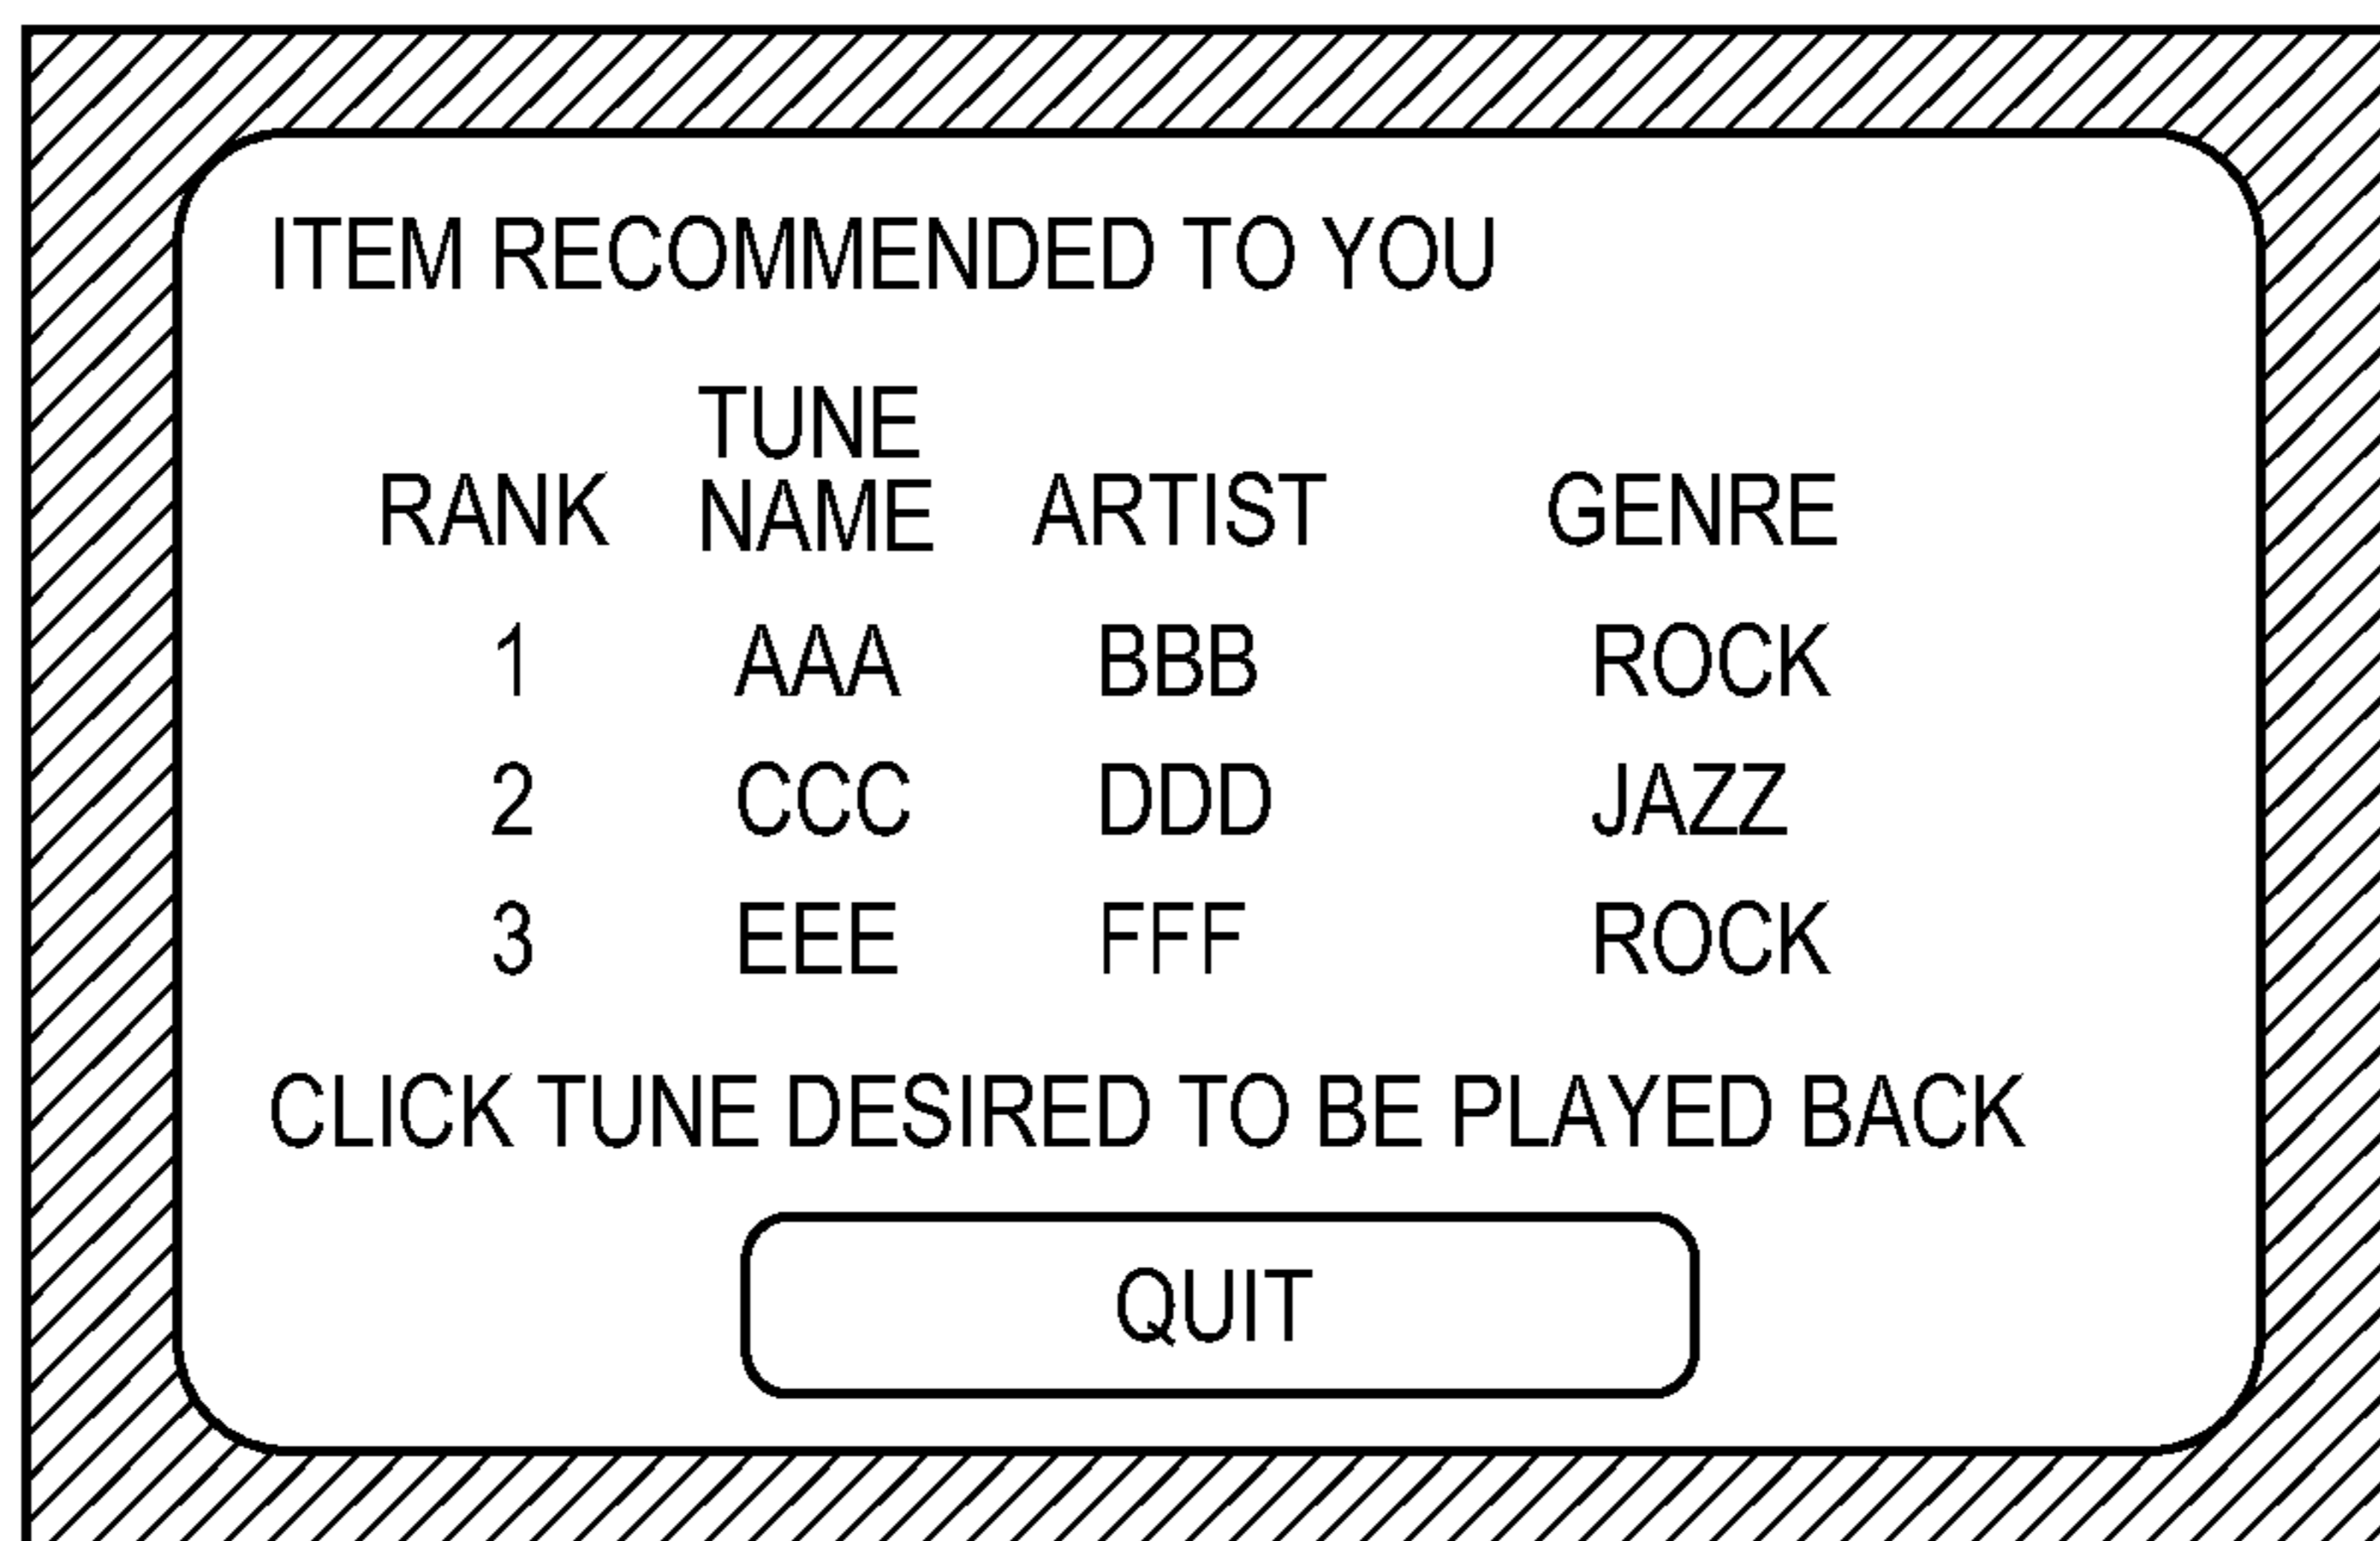 ITEM RECOMMENDED TO YOU
RANK TUNE NAME ARTIST GENRE
1 AAA BBB ROCK
2 CCC DDD JAZZ
3 EEE FFF ROCK
CLICK TUNE DESIRED TO BE PLAYED BACK
QUIT